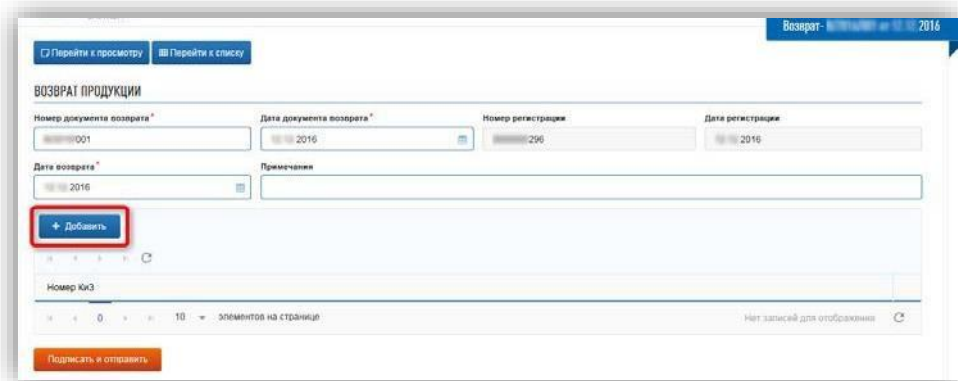 Возврат- 2016
Перейти к просмотру Перейти к списку
ВОЗВРАТ ПРОДУКЦИИ
Номер документа возврата* Дата документа возврата* Номер регистрации Дата регистрации
001 2016 296 2016
Дата возврата* Примечания
2016
+ Добавить
Номер КиЗ
0 10 элементов на странице Нет записей для отображения
Подписать и отправить